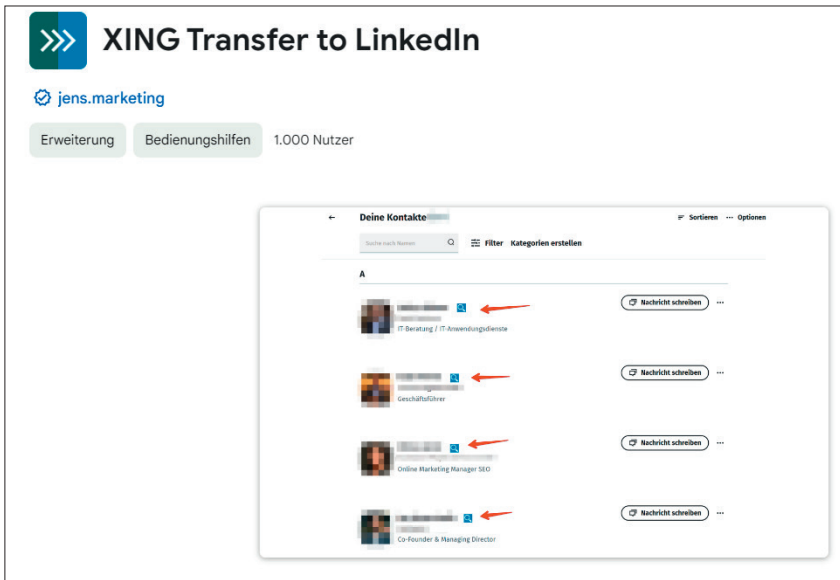 XING Transfer to LinkedIn
jens.marketing
Erweiterung Bedienungshilfen 1.000 Nutzer
← Deine Kontakte Sortieren ··· Optionen
Suche nach Namen Filter Kategorien erstellen
A
Nachricht schreiben ···
IT-Beratung / IT-Anwendungsdienste
Nachricht schreiben ···
Geschäftsführer
Nachricht schreiben ···
Online Marketing Manager SEO
Nachricht schreiben ···
Co-Founder & Managing Director